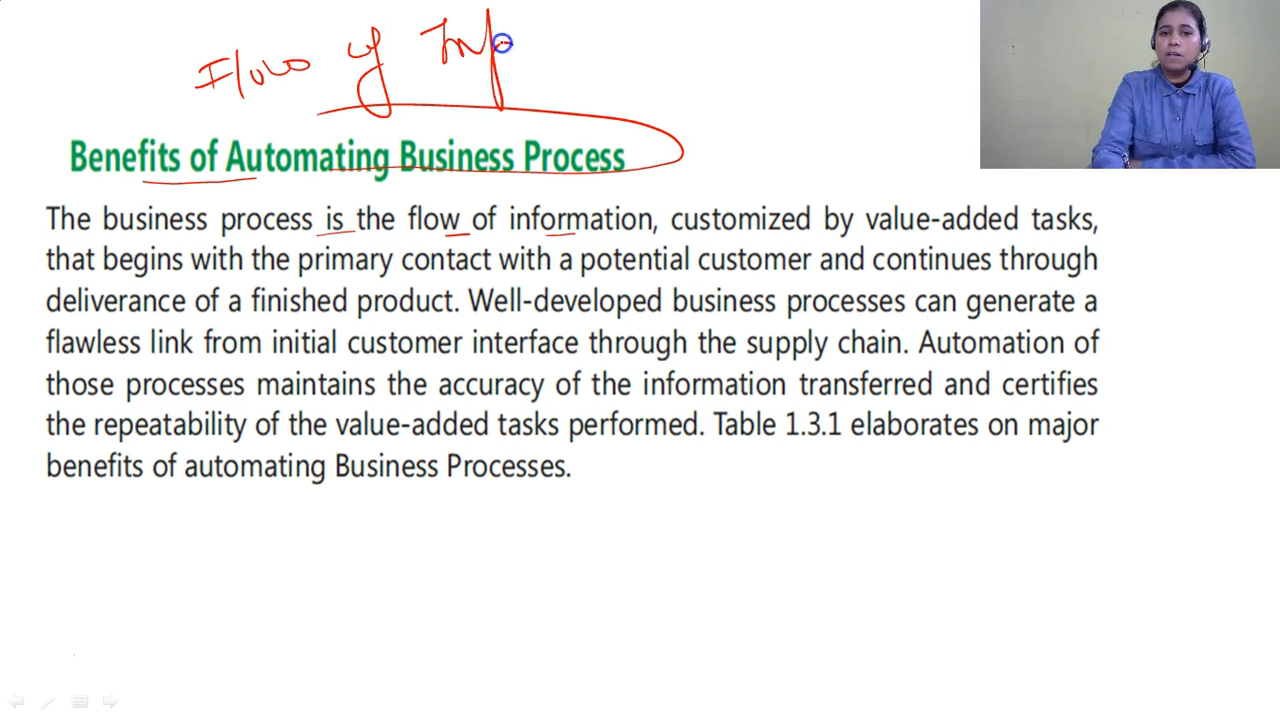 Flow of Inf
Benefits of Automating Business Process
The business process is the flow of information, customized by value-added tasks,
that begins with the primary contact with a potential customer and continues through
deliverance of a finished product. Well-developed business processes can generate a
flawless link from initial customer interface through the supply chain. Automation of
those processes maintains the accuracy of the information transferred and certifies
the repeatability of the value-added tasks performed. Table 1.3.1 elaborates on major
benefits of automating Business Processes.